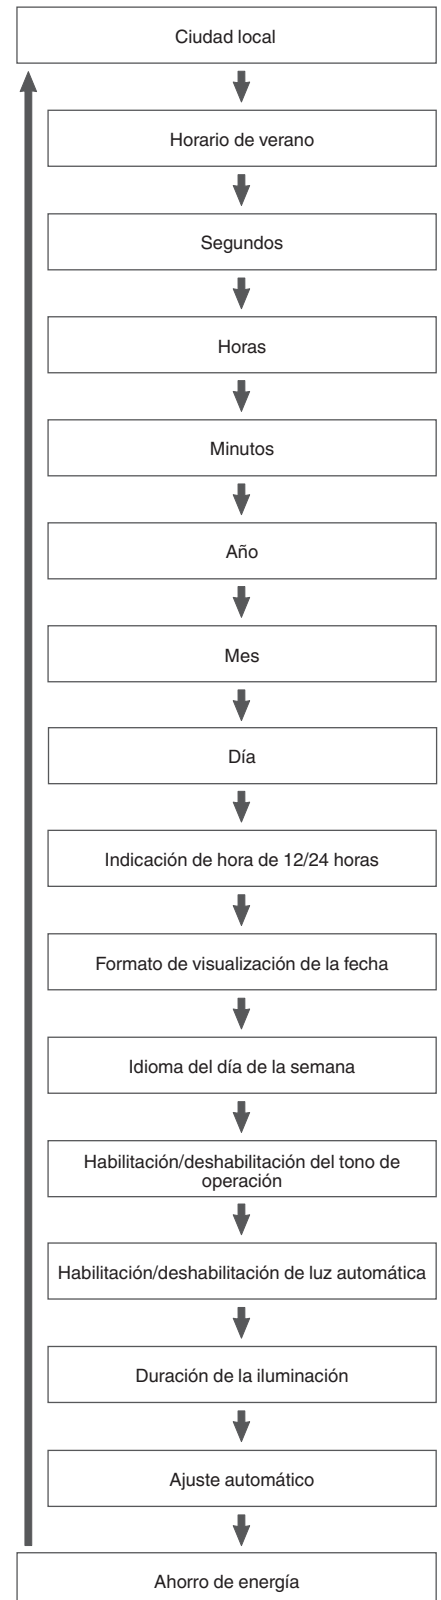 Ciudad local
Horario de verano
Segundos
Horas
Minutos
Año
Mes
Día
Indicación de hora de 12/24 horas
Formato de visualización de la fecha
Idioma del día de la semana
Habilitación/deshabilitación del tono de
operación
Habilitación/deshabilitación de luz automática
Duración de la iluminación
Ajuste automático
Ahorro de energía